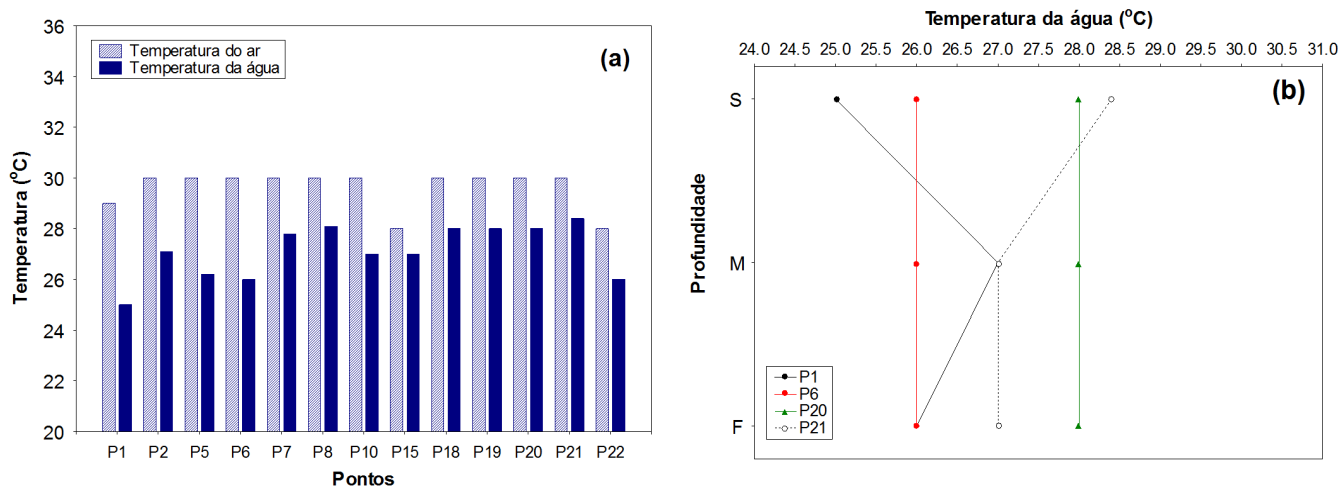 36
34
32
30
28
26
24
22
20
Temperatura (°C)
Temperatura do ar
Temperatura da água
(a)
P1 P2 P5 P6 P7 P8 P10 P15 P18 P19 P20 P21 P22
Pontos
Temperatura da água (°C)
24.0 24.5 25.0 25.5 26.0 26.5 27.0 27.5 28.0 28.5 29.0 29.5 30.0 30.5 31.0
(b)
S
M
F
Profundidade
P1
P6
P20
P21